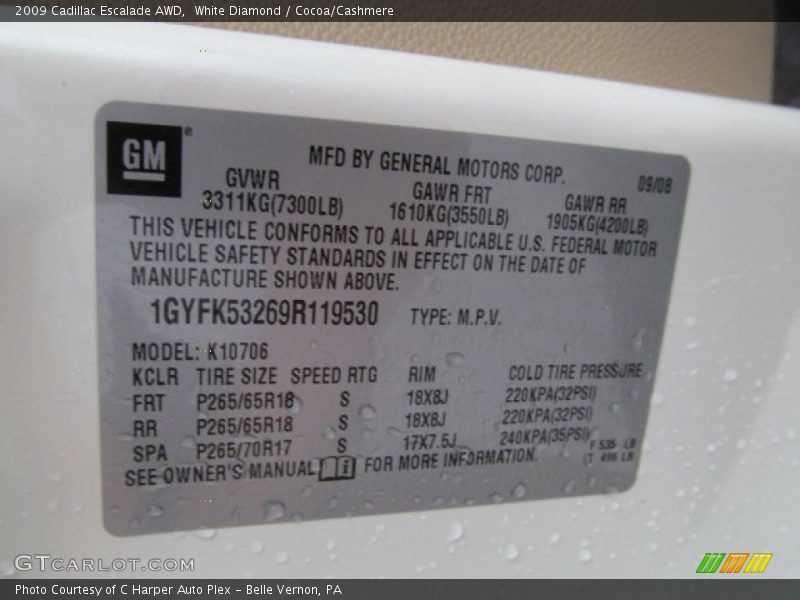 2009 Cadillac Escalade AWD, White Diamond / Cocoa/Cashmere
GM®
MFD BY GENERAL MOTORS CORP. 09/08
GVWR GAWR FRT GAWR RR
3311KG(7300LB) 1610KG(3550LB) 1905KG(4200LB)
THIS VEHICLE CONFORMS TO ALL APPLICABLE U.S. FEDERAL MOTOR
VEHICLE SAFETY STANDARDS IN EFFECT ON THE DATE OF
MANUFACTURE SHOWN ABOVE.
1GYFK53269R119530 TYPE: M.P.V.
MODEL: K10706
KCLR TIRE SIZE SPEED RTG RIM COLD TIRE PRESSURE
FRT P265/65R18 S 18X8J 220KPA(32PSI)
RR P265/65R18 S 18X8J 220KPA(32PSI)
SPA P265/70R17 S 17X7.5J 240KPA(35PSI) F 535 LB
SEE OWNER'S MANUAL FOR MORE INFORMATION. T 496 LB
GTCARLOT.COM
Photo Courtesy of C Harper Auto Plex - Belle Vernon, PA